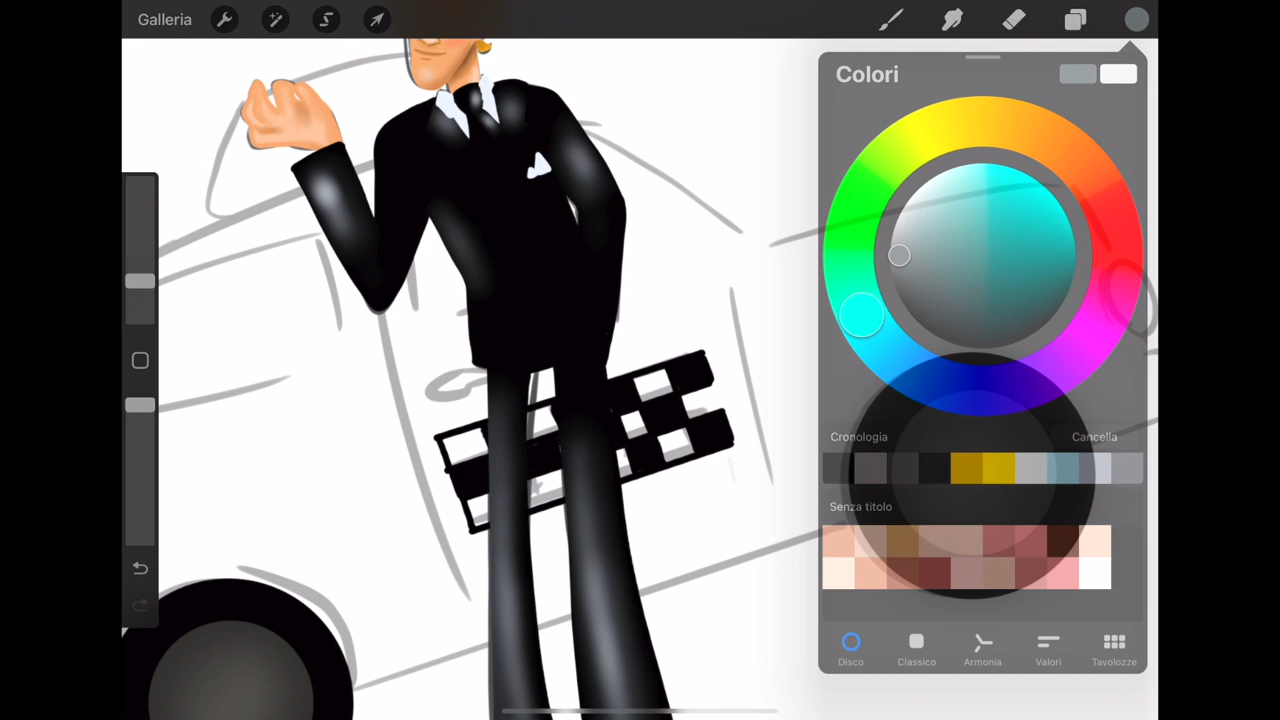 Galleria
Colori
Cronologia
Cancella
Senza titolo
Disco
Classico
Armonia
Valori
Tavolozze